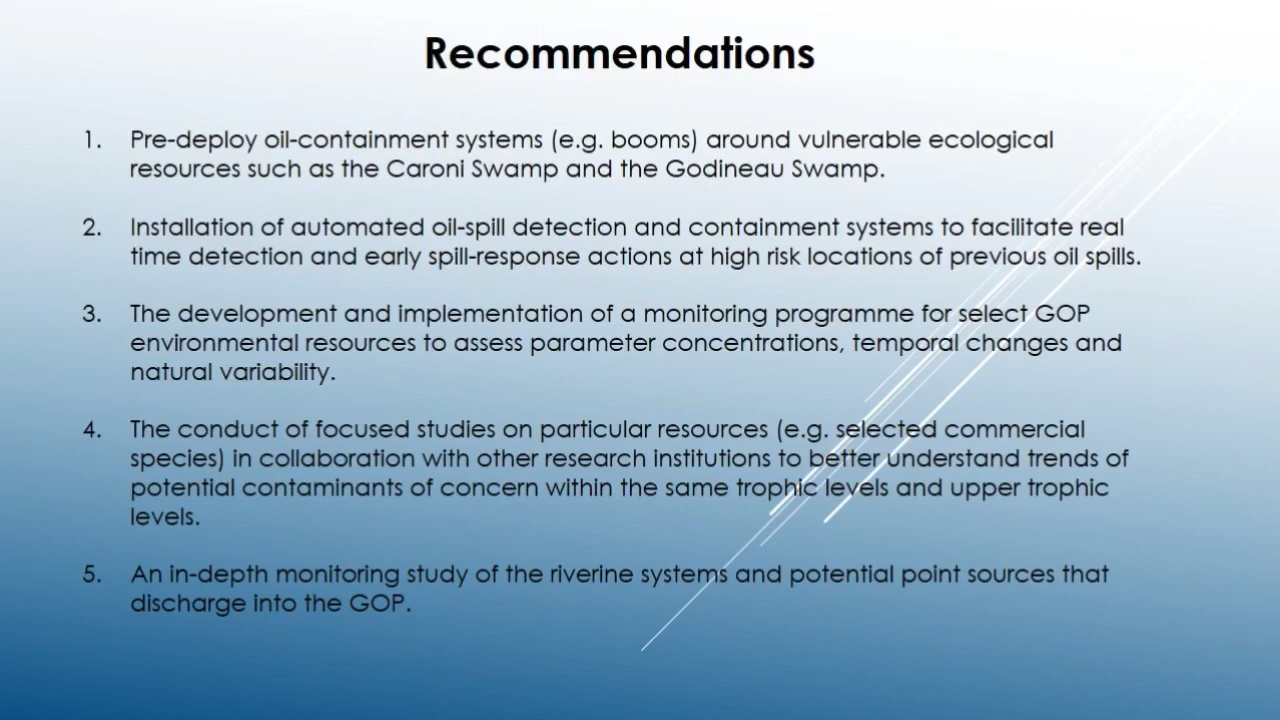 Recommendations
1. Pre-deploy oil-containment systems (e.g. booms) around vulnerable ecological
resources such as the Caroni Swamp and the Godineau Swamp.
2. Installation of automated oil-spill detection and containment systems to facilitate real
time detection and early spill-response actions at high risk locations of previous oil spills.
3. The development and implementation of a monitoring programme for select GOP
environmental resources to assess parameter concentrations, temporal changes and
natural variability.
4. The conduct of focused studies on particular resources (e.g. selected commercial
species) in collaboration with other research institutions to better understand trends of
potential contaminants of concern within the same trophic levels and upper trophic
levels.
5. An in-depth monitoring study of the riverine systems and potential point sources that
discharge into the GOP.